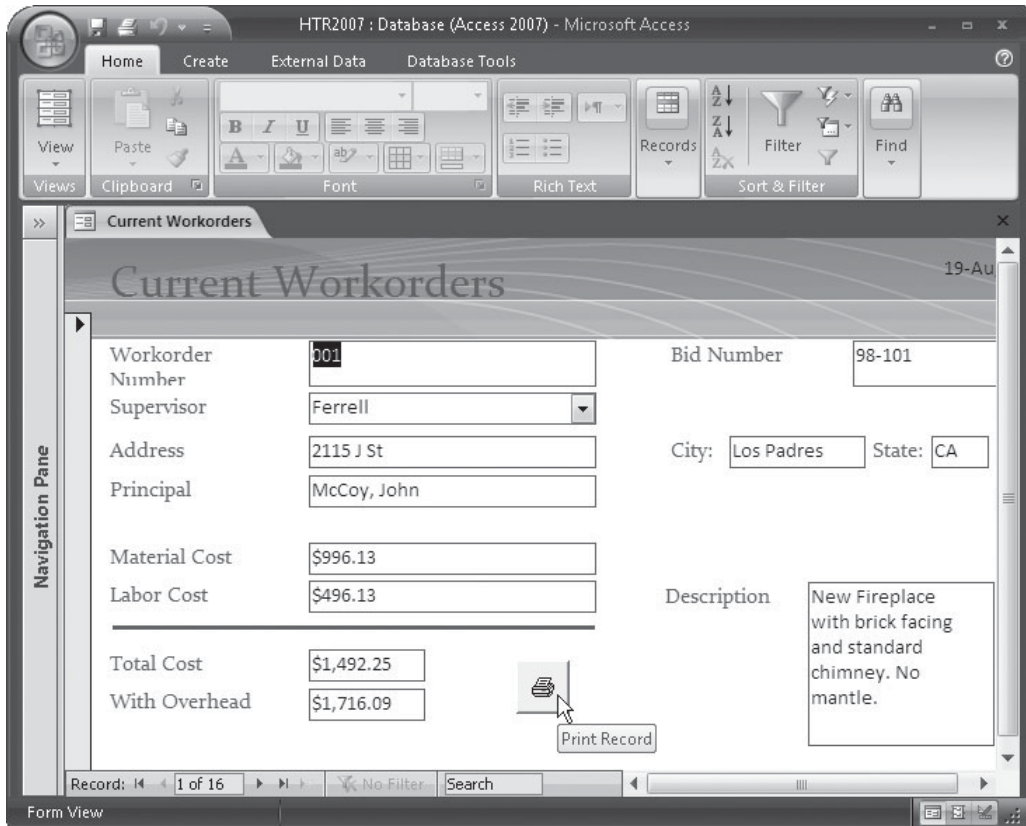 HTR2007 : Database (Access 2007) - Microsoft Access
Home Create External Data Database Tools
View
Paste
B I U
A ab
Records
A Z
Z A
Filter
Find
Views Clipboard Font Rich Text Sort & Filter
Current Workorders
Current Workorders
19-Au
Navigation Pane
Workorder Number 001
Bid Number 98-101
Supervisor Ferrell
Address 2115 J St
City: Los Padres State: CA
Principal McCoy, John
Material Cost $996.13
Labor Cost $496.13
Description New Fireplace
with brick facing
and standard
chimney. No
mantle.
Total Cost $1,492.25
With Overhead $1,716.09
Print Record
Record: 1 of 16 No Filter Search
Form View